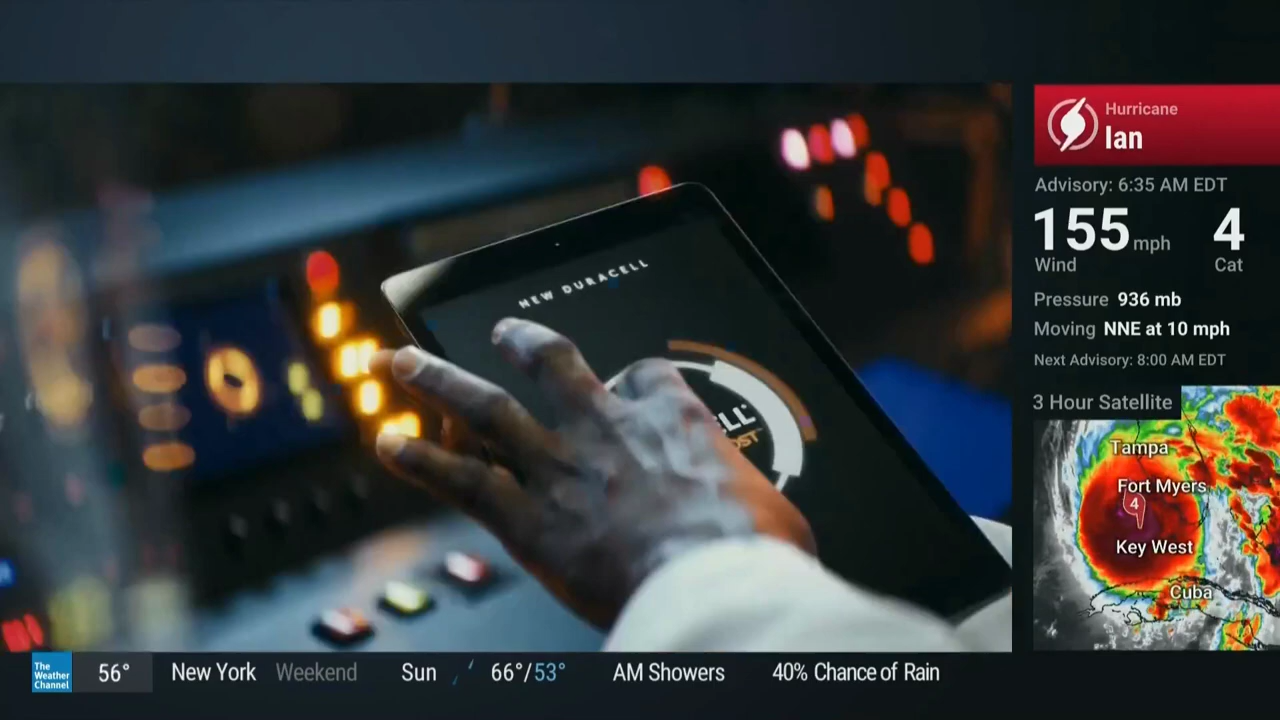 NEW DURACELL
ELL
OST
Hurricane
Ian
Advisory: 6:35 AM EDT
155 mph 4
Wind Cat
Pressure 936 mb
Moving NNE at 10 mph
Next Advisory: 8:00 AM EDT
3 Hour Satellite
Tampa
Fort Myers
4
Key West
Cuba
The
Weather
Channel
56° New York Weekend Sun 66°/53° AM Showers 40% Chance of Rain